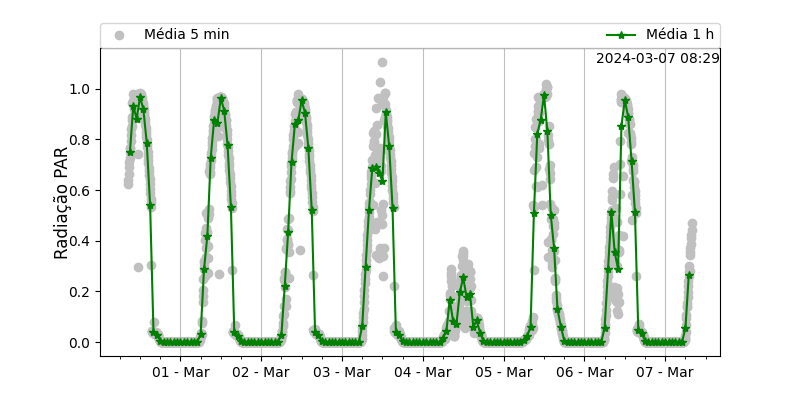 Média 5 min
Média 1 h
2024-03-07 08:29
Radiação PAR
1.0
0.8
0.6
0.4
0.2
0.0
01 - Mar
02 - Mar
03 - Mar
04 - Mar
05 - Mar
06 - Mar
07 - Mar